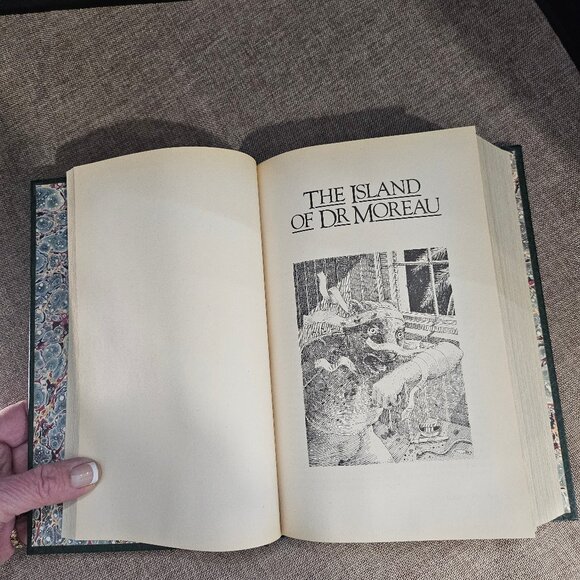 THE ISLAND
OF DR MOREAU